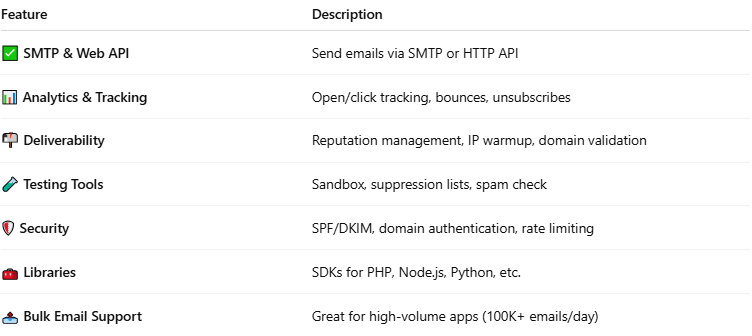 Feature Description
✅ SMTP & Web API Send emails via SMTP or HTTP API
📊 Analytics & Tracking Open/click tracking, bounces, unsubscribes
📬 Deliverability Reputation management, IP warmup, domain validation
🧪 Testing Tools Sandbox, suppression lists, spam check
🛡 Security SPF/DKIM, domain authentication, rate limiting
🧰 Libraries SDKs for PHP, Node.js, Python, etc.
📤 Bulk Email Support Great for high-volume apps (100K+ emails/day)